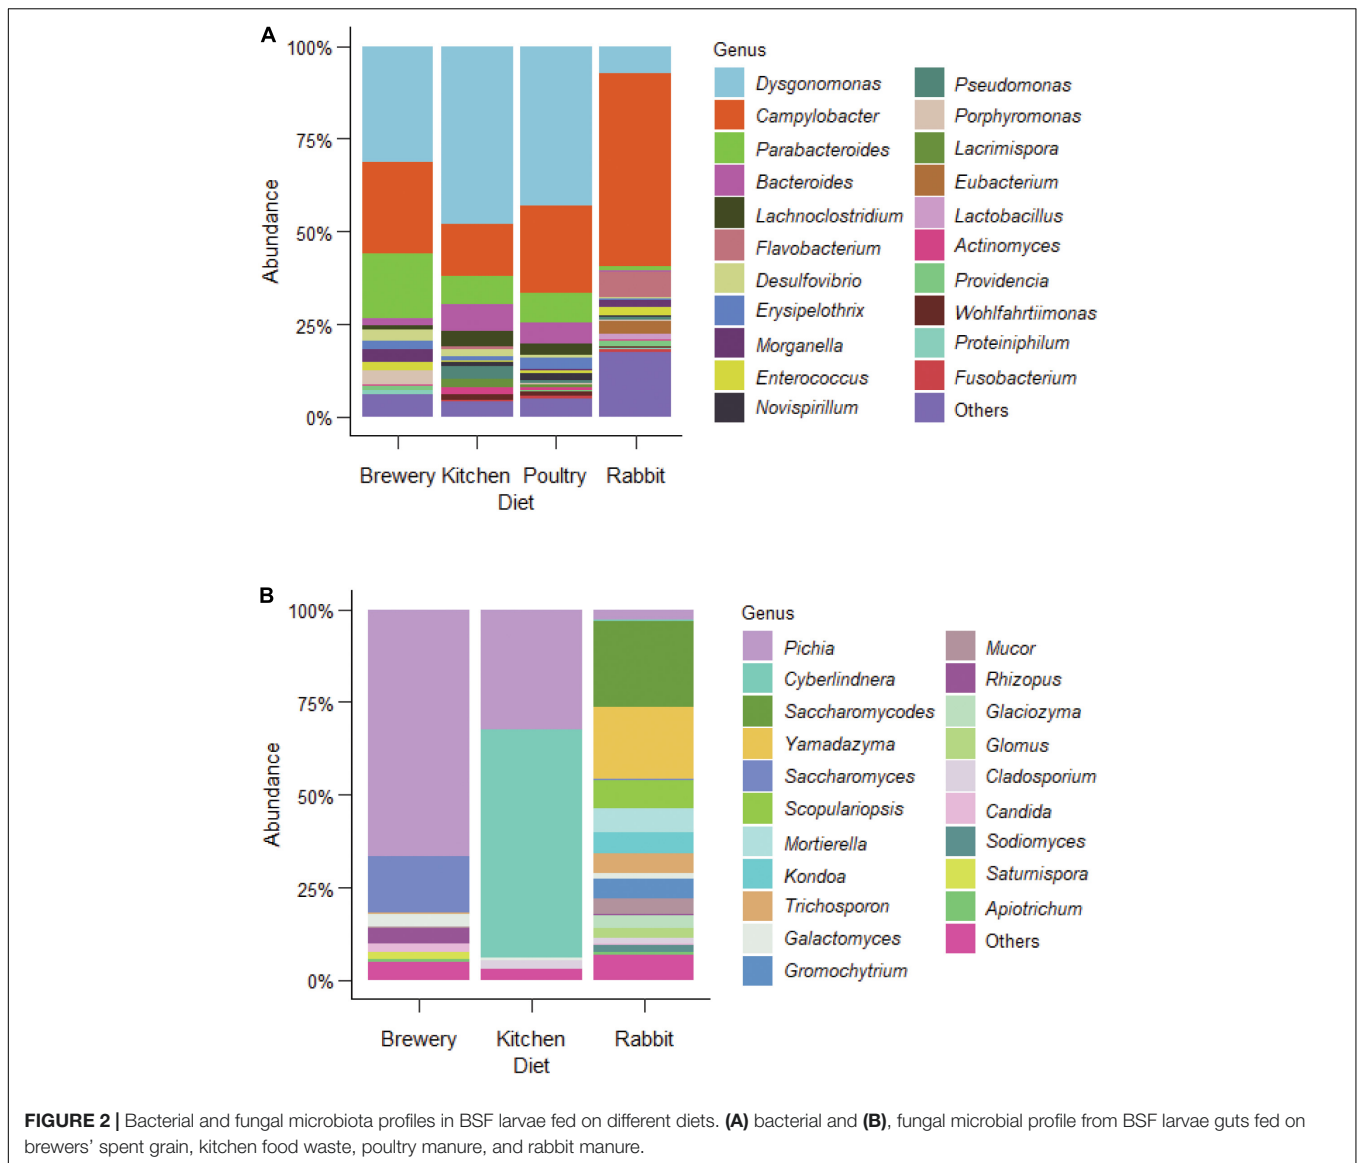 A
100%
75%
50%
25%
0%
Abundance
Brewery Kitchen Poultry Rabbit
Diet
Genus
Dysgonomonas
Campylobacter
Parabacteroides
Bacteroides
Lachnoclostridium
Flavobacterium
Desulfovibrio
Erysipelothrix
Morganella
Enterococcus
Novispirillum
Pseudomonas
Porphyromonas
Lacrimispora
Eubacterium
Lactobacillus
Actinomyces
Providencia
Wohlfahrtiimonas
Proteiniphilum
Fusobacterium
Others
B
100%
75%
50%
25%
0%
Abundance
Brewery Kitchen Rabbit
Diet
Genus
Pichia
Cyberlindnera
Saccharomycodes
Yamadazyma
Saccharomyces
Scopulariopsis
Mortierella
Kondoa
Trichosporon
Galactomyces
Gromochytrium
Mucor
Rhizopus
Glaciozyma
Glomus
Cladosporium
Candida
Sodiomyces
Saturnispora
Apiotrichum
Others
FIGURE 2 | Bacterial and fungal microbiota profiles in BSF larvae fed on different diets. (A) bacterial and (B), fungal microbial profile from BSF larvae guts fed on
brewers' spent grain, kitchen food waste, poultry manure, and rabbit manure.